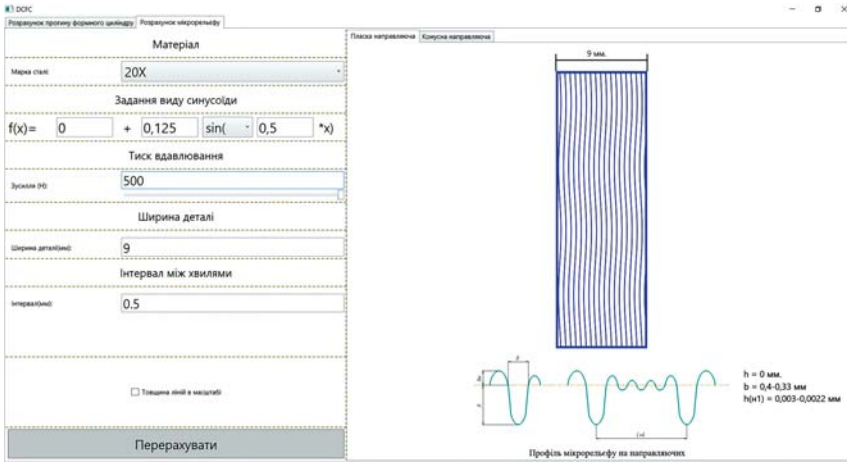 DCFC
Розрахунок прогину формного циліндру
Розрахунок мікрорельєфу
Матеріал
Марка сталі
20Х
Задання виду синусоїди
f(x)= 0 + 0,125 sin( 0,5 *x)
Тиск вдавлювання
Зусилля (Н):
500
Ширина деталі
Ширина деталі(мм):
9
Інтервал між хвилями
Інтервал(мм):
0.5
Товщина ліній в масштабі
Перерахувати
Плоска направляюча
Конусна направляюча
9 мм.
h = 0 мм.
b = 0,4-0,33 мм
h(н1) = 0,003-0,0022 мм
Профіль мікрорельєфу на направляючих